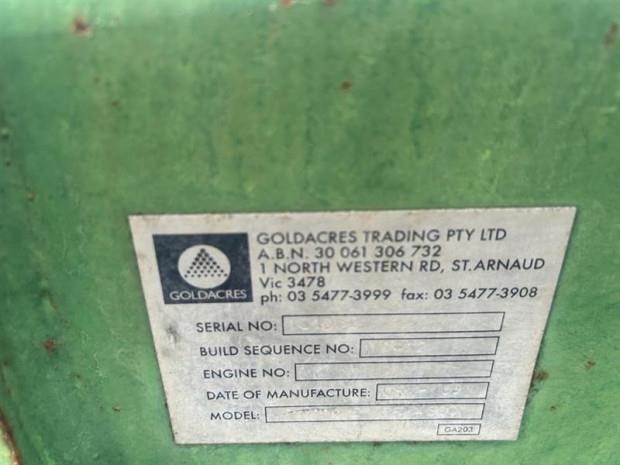 GOLDACRES TRADING PTY LTD
A.B.N. 30 061 306 732
1 NORTH WESTERN RD, ST.ARNAUD
Vic 3478
ph: 03 5477-3999 fax: 03 5477-3908
GOLDACRES
SERIAL NO:
BUILD SEQUENCE NO:
ENGINE NO:
DATE OF MANUFACTURE:
MODEL:
GA203